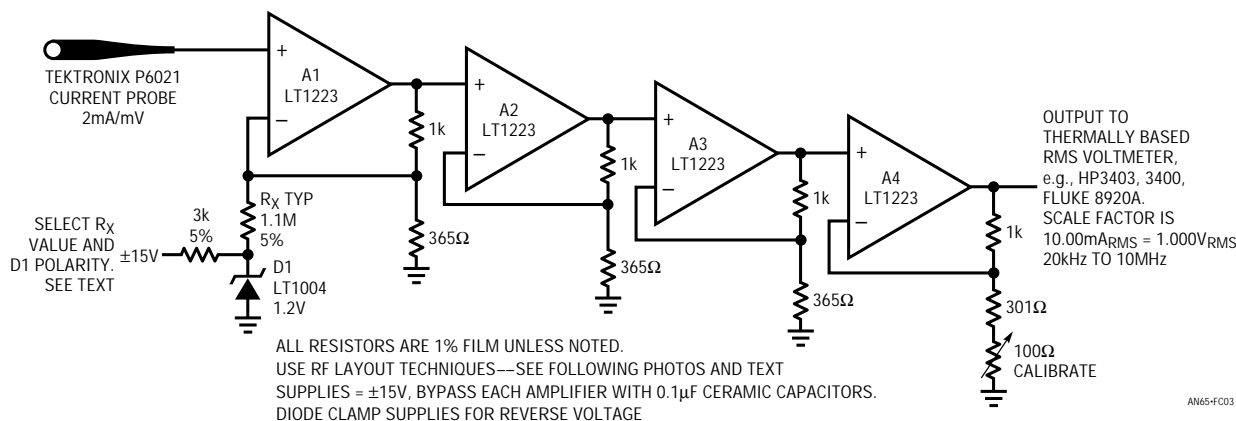 TEKTRONIX P6021
CURRENT PROBE
2mA/mV
+
A1
LT1223
−
1k
365Ω
RX TYP
1.1M
5%
SELECT RX
VALUE AND
D1 POLARITY.
SEE TEXT
±15V
3k
5%
D1
LT1004
1.2V
+
A2
LT1223
−
1k
365Ω
+
A3
LT1223
−
1k
365Ω
+
A4
LT1223
−
1k
301Ω
100Ω
CALIBRATE
OUTPUT TO
THERMALLY BASED
RMS VOLTMETER,
e.g., HP3403, 3400,
FLUKE 8920A.
SCALE FACTOR IS
10.00mARMS = 1.000VRMS
20kHz TO 10MHz
ALL RESISTORS ARE 1% FILM UNLESS NOTED.
USE RF LAYOUT TECHNIQUES––SEE FOLLOWING PHOTOS AND TEXT
SUPPLIES = ±15V, BYPASS EACH AMPLIFIER WITH 0.1µF CERAMIC CAPACITORS.
DIODE CLAMP SUPPLIES FOR REVERSE VOLTAGE
AN65•FC03